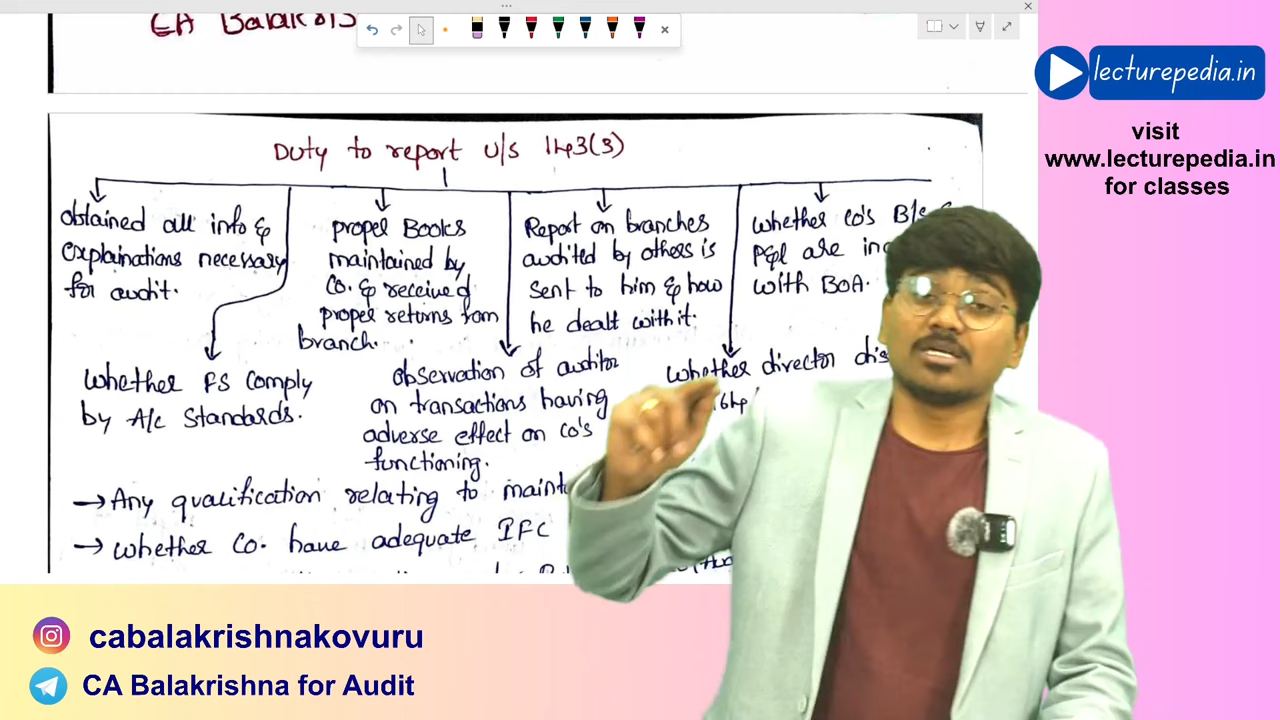 CA Balakris
lecturepedia.in
visit
www.lecturepedia.in
for classes
Duty to report u/s 143(3)
obtained all info &
explainations necessary
for audit.
proper Books
maintained by
Co. & received
proper returns from
branch.
Report on branches
audited by others is
sent to him & how
he dealt with it.
whether Co's B/s
P&L are in
with BOA.
whether FS Comply
by A/c Standards.
observation of auditor
on transactions having
adverse effect on co's
functioning.
whether director dis
→ Any qualification relating to maint
→ whether Co. have adequate IFC
cabalakrishnakovuru
CA Balakrishna for Audit